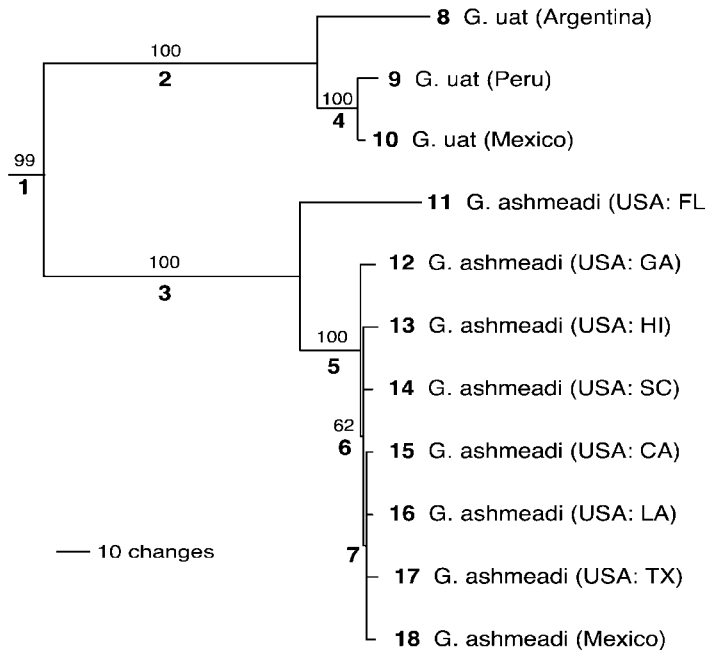 8 G. uat (Argentina)
100
2
9 G. uat (Peru)
100
4
10 G. uat (Mexico)
99
1
11 G. ashmeadi (USA: FL
100
3
12 G. ashmeadi (USA: GA)
13 G. ashmeadi (USA: HI)
100
5
14 G. ashmeadi (USA: SC)
62
6
15 G. ashmeadi (USA: CA)
16 G. ashmeadi (USA: LA)
10 changes
7
17 G. ashmeadi (USA: TX)
18 G. ashmeadi (Mexico)